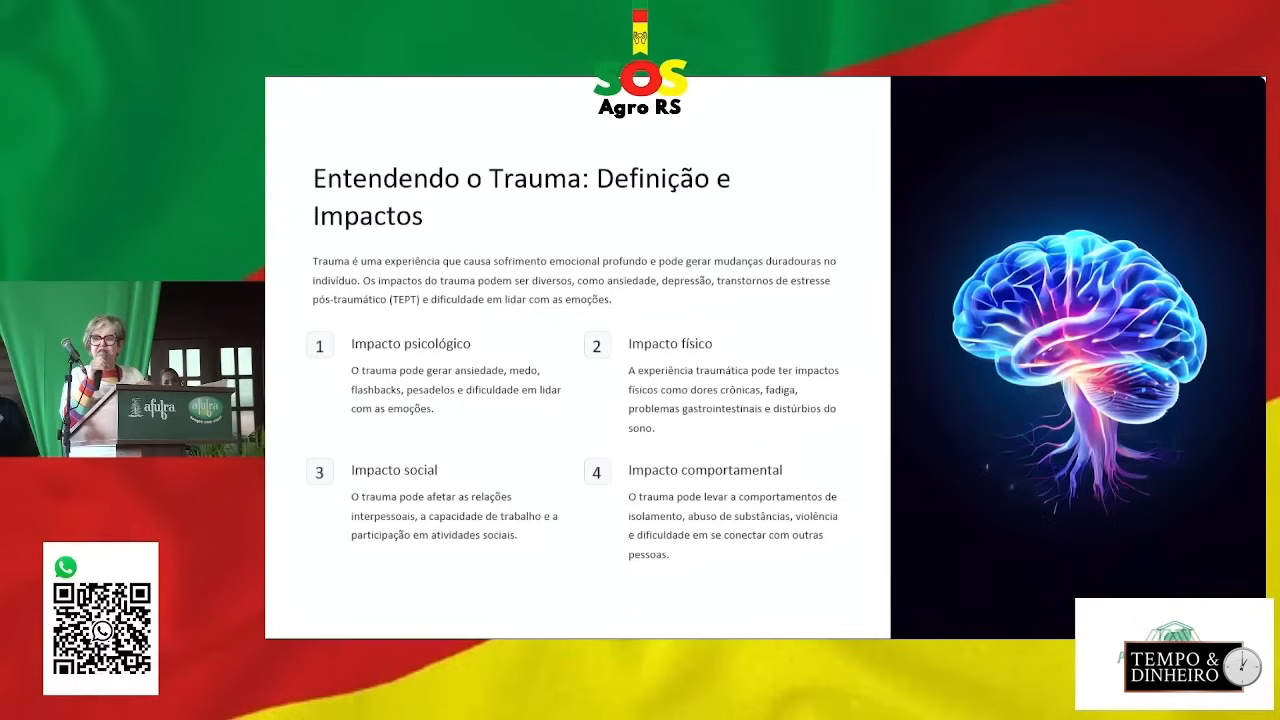 SOS
Agro RS
Entendendo o Trauma: Definição e
Impactos
Trauma é uma experiência que causa sofrimento emocional profundo e pode gerar mudanças duradouras no
indivíduo. Os impactos do trauma podem ser diversos, como ansiedade, depressão, transtornos de estresse
pós-traumático (TEPT) e dificuldade em lidar com as emoções.
1 Impacto psicológico
O trauma pode gerar ansiedade, medo,
flashbacks, pesadelos e dificuldade em lidar
com as emoções.
2 Impacto físico
A experiência traumática pode ter impactos
físicos como dores crônicas, fadiga,
problemas gastrointestinais e distúrbios do
sono.
3 Impacto social
O trauma pode afetar as relações
interpessoais, a capacidade de trabalho e a
participação em atividades sociais.
4 Impacto comportamental
O trauma pode levar a comportamentos de
isolamento, abuso de substâncias, violência
e dificuldade em se conectar com outras
pessoas.
afubra
afubra
TEMPO &
DINHEIRO